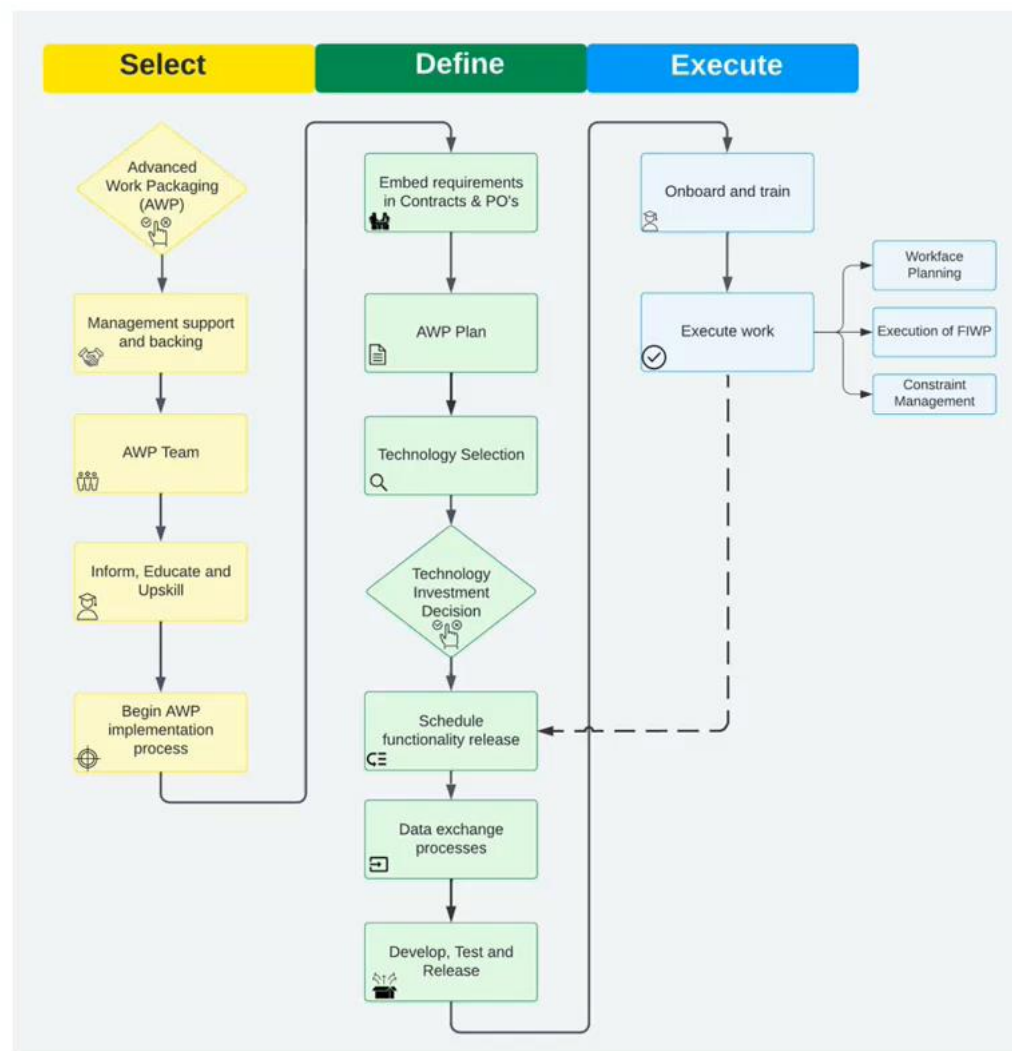 Select
Define
Execute
Advanced
Work Packaging
(AWP)
Management support
and backing
AWP Team
Inform, Educate and
Upskill
Begin AWP
implementation
process
Embed requirements
in Contracts & PO's
AWP Plan
Technology Selection
Technology
Investment
Decision
Schedule
functionality release
Data exchange
processes
Develop, Test and
Release
Onboard and train
Execute work
Workface
Planning
Execution of FIWP
Constraint
Management